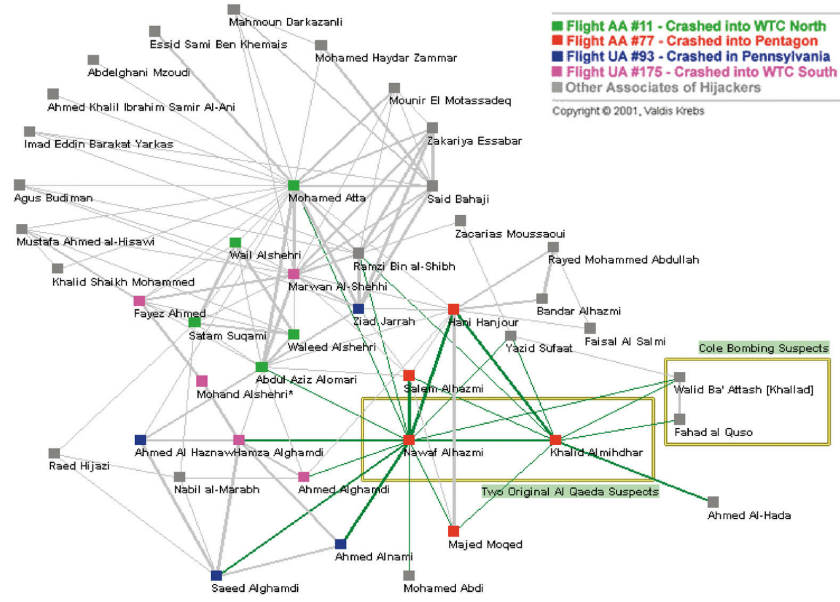 Mahmoun Darkazanli
Essid Sami Ben Khemais
Mohamed Haydar Zammar
Abdelghani Mzoudi
Flight AA #11 - Crashed into WTC North
Flight AA #77 - Crashed into Pentagon
Flight UA #93 - Crashed in Pennsylvania
Flight UA #175 - Crashed into WTC South
Other Associates of Hijackers
Copyright © 2001, Valdis Krebs
Ahmed Khalil Ibrahim Samir Al-Ani
Mounir El Motassadeq
Imad Eddin Barakat Yarkas
Zakariya Essabar
Agus Budiman
Mohamed Atta
Said Bahaji
Mustafa Ahmed al-Hisawi
Zacarias Moussaoui
Wail Alshehri
Ramzi Bin al-Shibh
Rayed Mohammed Abdullah
Khalid Shaikh Mohammed
Marwan Al-Shehhi
Fayez Ahmed
Ziad Jarrah
Hani Hanjour
Bandar Alhazmi
Satam Suqami
Waleed Alshehri
Yazid Sufaat
Faisal Al Salmi
Cole Bombing Suspects
Abdul Aziz Alomari
Mohand Alshehri*
Salem Alhazmi
Walid Ba' Attash [Khallad]
Fahad al Quso
Ahmed Al Haznawi
Hamza Alghamdi
Nawaf Alhazmi
Khalid Almihdhar
Raed Hijazi
Nabil al-Marabh
Ahmed Alghamdi
Two Original Al Qaeda Suspects
Ahmed Al-Hada
Ahmed Alnami
Majed Moqed
Saeed Alghamdi
Mohamed Abdi